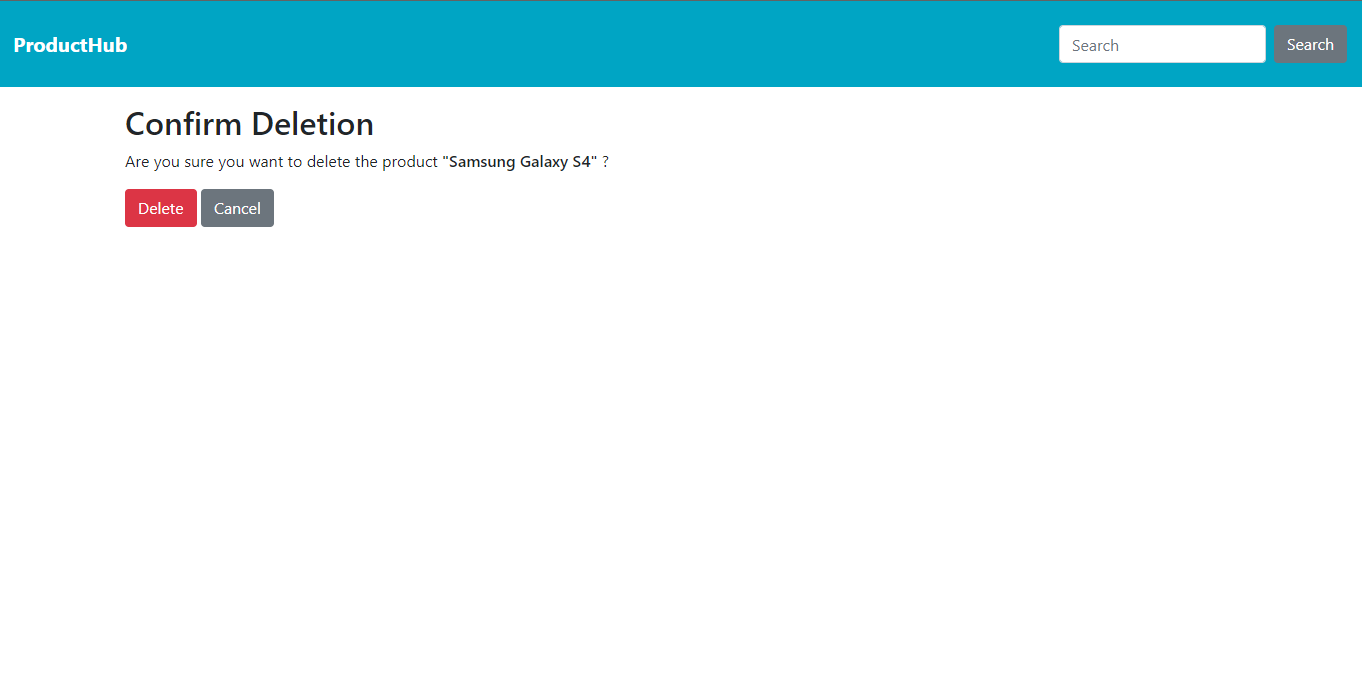 ProductHub
Search Search
Confirm Deletion
Are you sure you want to delete the product "Samsung Galaxy S4" ?
Delete Cancel